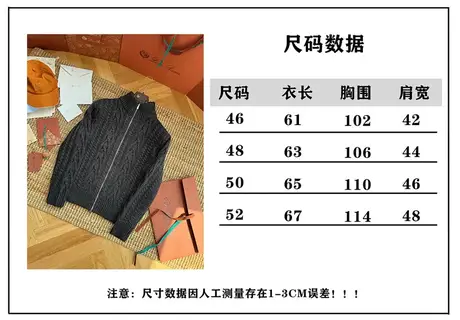 尺码数据
尺码 衣长 胸围 肩宽
46 61 102 42
48 63 106 44
50 65 110 46
52 67 114 48
注意：尺寸数据因人工测量存在1-3CM误差！！！